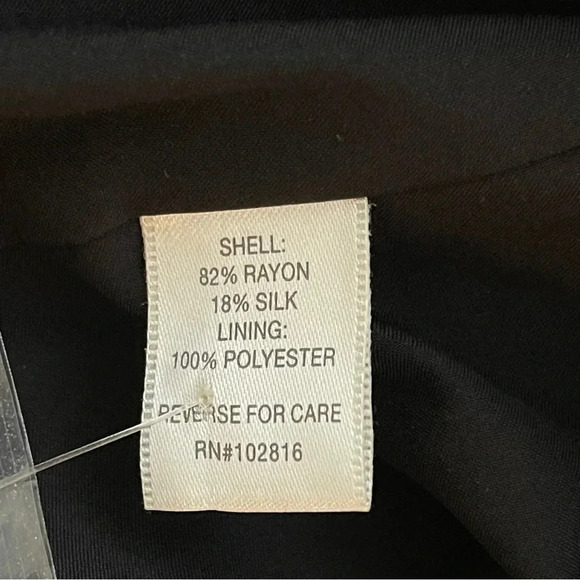 SHELL:
82% RAYON
18% SILK
LINING:
100% POLYESTER
REVERSE FOR CARE
RN#102816